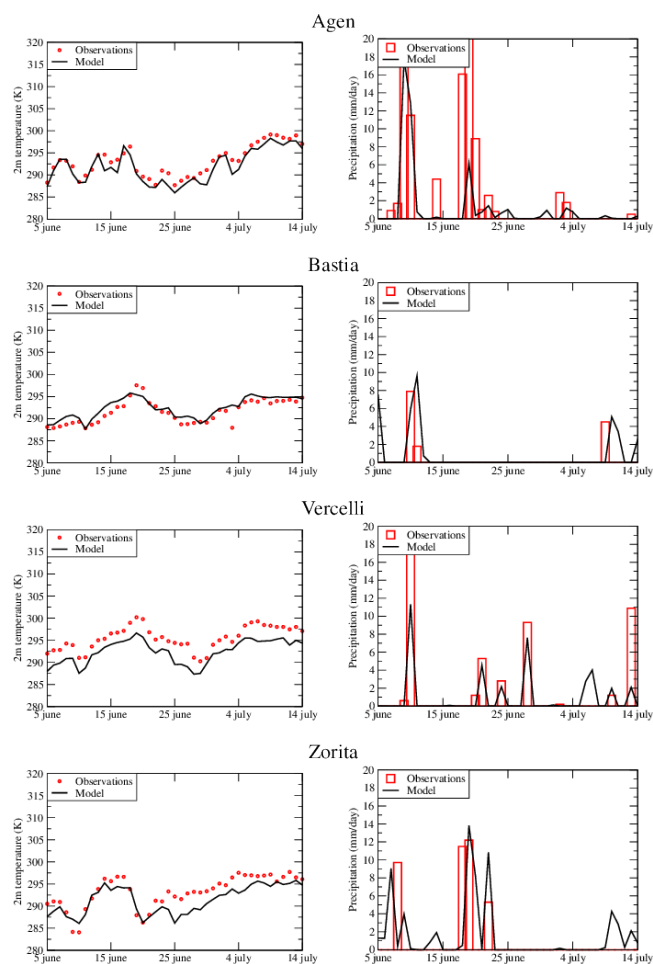 Agen
320
315
310
305
300
295
290
285
280
2m temperature (K)
Observations
Model
5 june
15 june
25 june
4 july
14 july
20
18
16
14
12
10
8
6
4
2
0
Precipitation (mm/day)
Observations
Model
5 june
15 june
25 june
4 july
14 july
Bastia
320
315
310
305
300
295
290
285
280
2m temperature (K)
Observations
Model
5 june
15 june
25 june
4 july
14 july
20
18
16
14
12
10
8
6
4
2
0
Precipitation (mm/day)
Observations
Model
5 june
15 june
25 june
4 july
14 july
Vercelli
320
315
310
305
300
295
290
285
280
2m temperature (K)
Observations
Model
5 june
15 june
25 june
4 july
14 july
20
18
16
14
12
10
8
6
4
2
0
Precipitation (mm/day)
Observations
Model
5 june
15 june
25 june
4 july
14 july
Zorita
320
315
310
305
300
295
290
285
280
2m temperature (K)
Observations
Model
5 june
15 june
25 june
4 july
14 july
20
18
16
14
12
10
8
6
4
2
0
Precipitation (mm/day)
Observations
Model
5 june
15 june
25 june
4 july
14 july